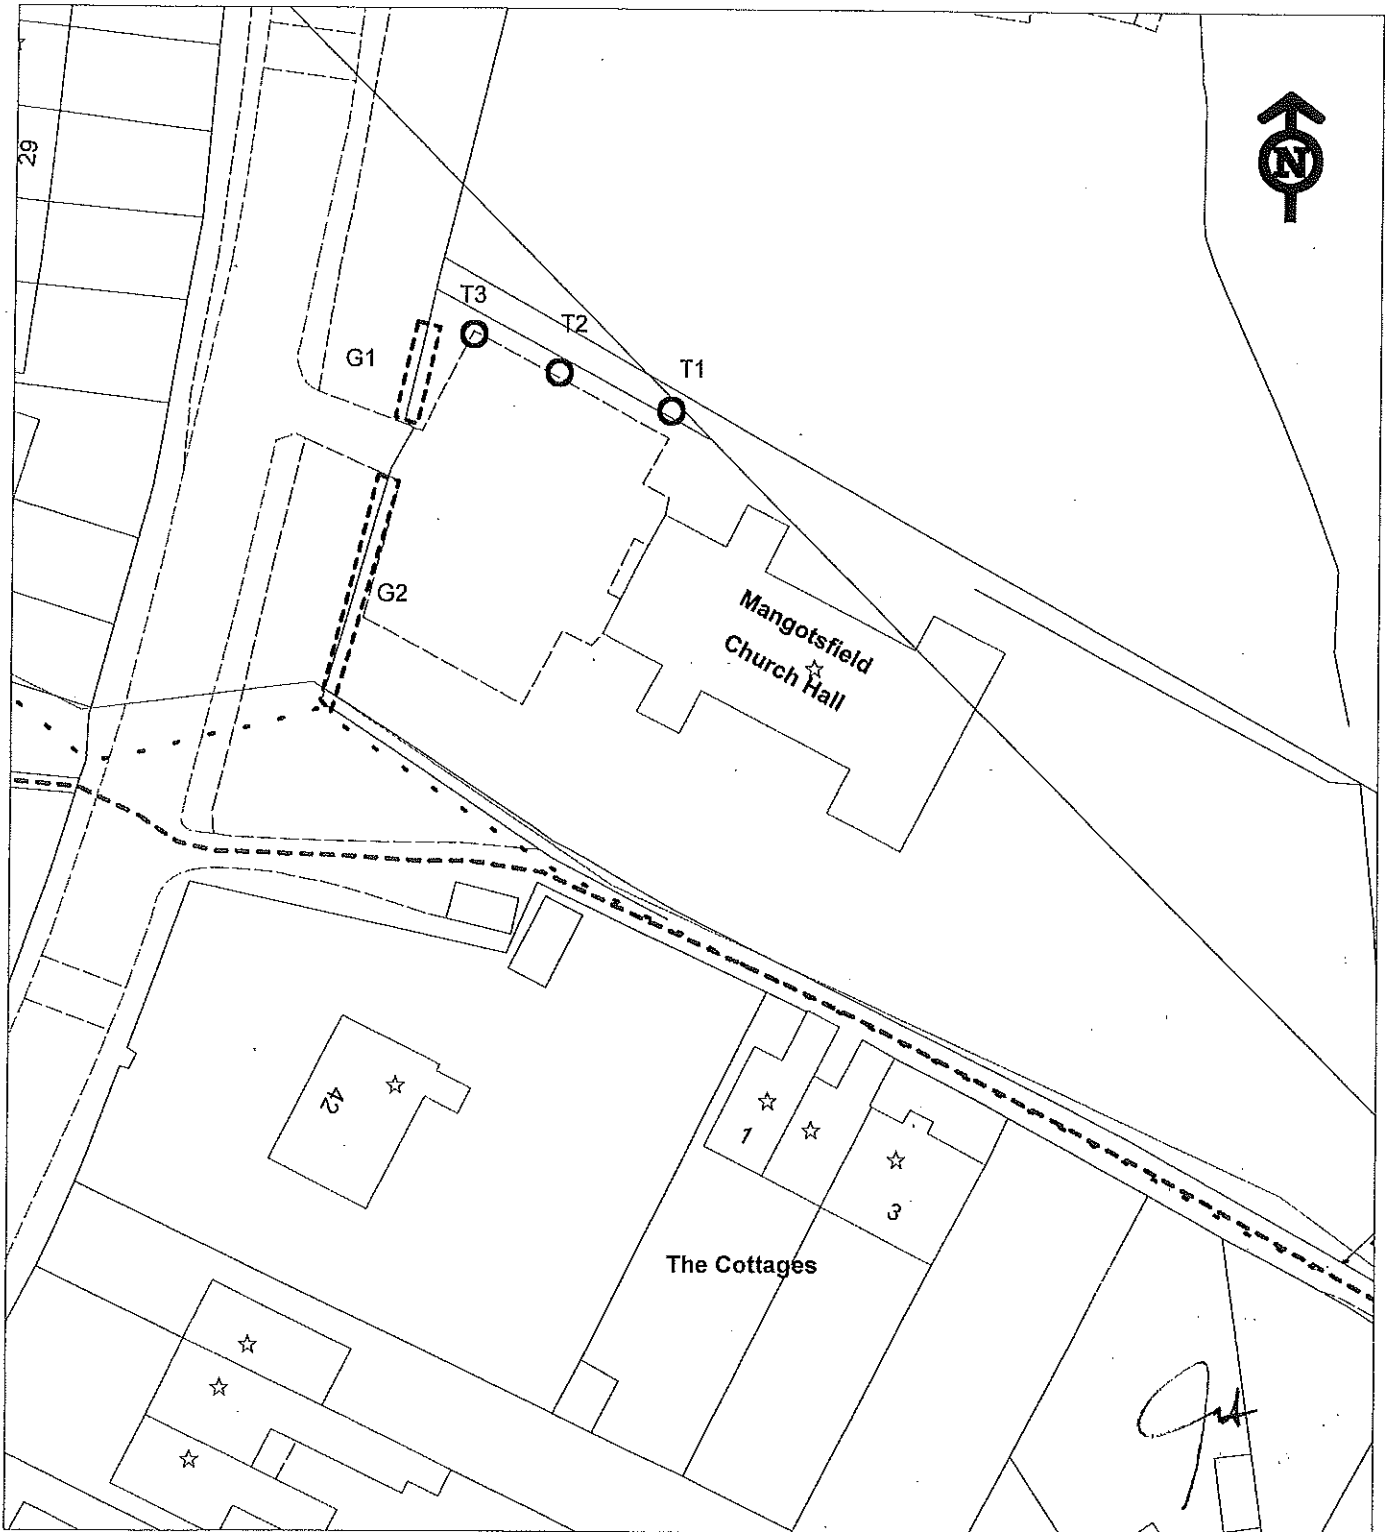 N
29
T3
T2
G1
T1
G2
Mangotsfield
Church Hall
42
1
3
The Cottages